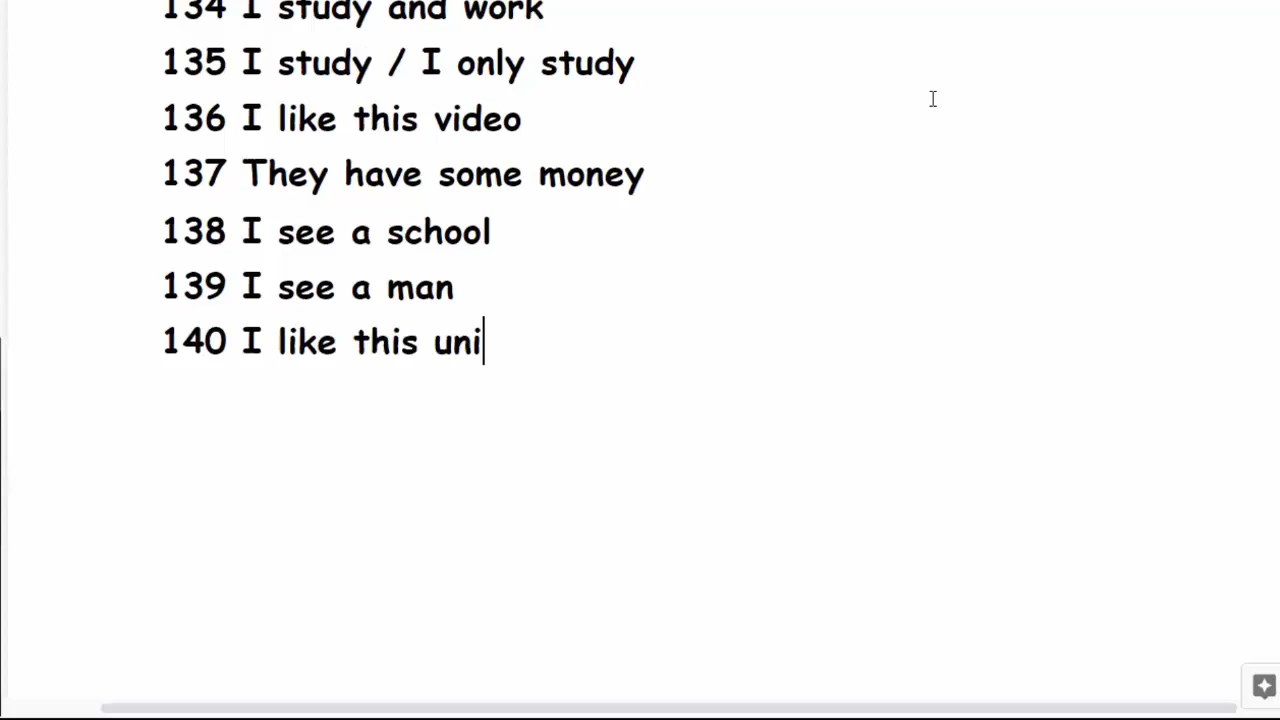 134 I study and work
135 I study / I only study
136 I like this video
137 They have some money
138 I see a school
139 I see a man
140 I like this uni